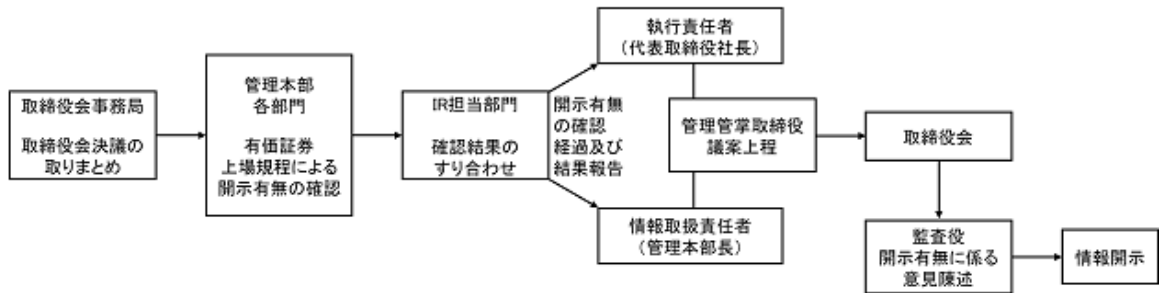 取締役会事務局
取締役会決議の
取りまとめ
管理本部
各部門
有価証券
上場規程による
開示有無の確認
IR担当部門
確認結果の
すり合わせ
開示有無
の確認
経過及び
結果報告
執行責任者
（代表取締役社長）
管理管掌取締役
議案上程
情報取扱責任者
（管理本部長）
取締役会
監査役
開示有無に係る
意見陳述
情報開示